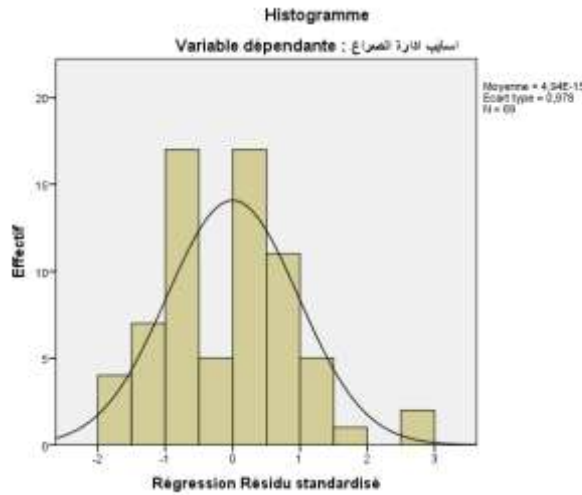 Histogramme
Variable dépendante : اساليب ادارة الصراع
Moyenne = 4,94E-15
Ecart type = 0,978
N = 69
20
15
10
5
0
Effectif
-2 -1 0 1 2 3
Régression Résidu standardisé